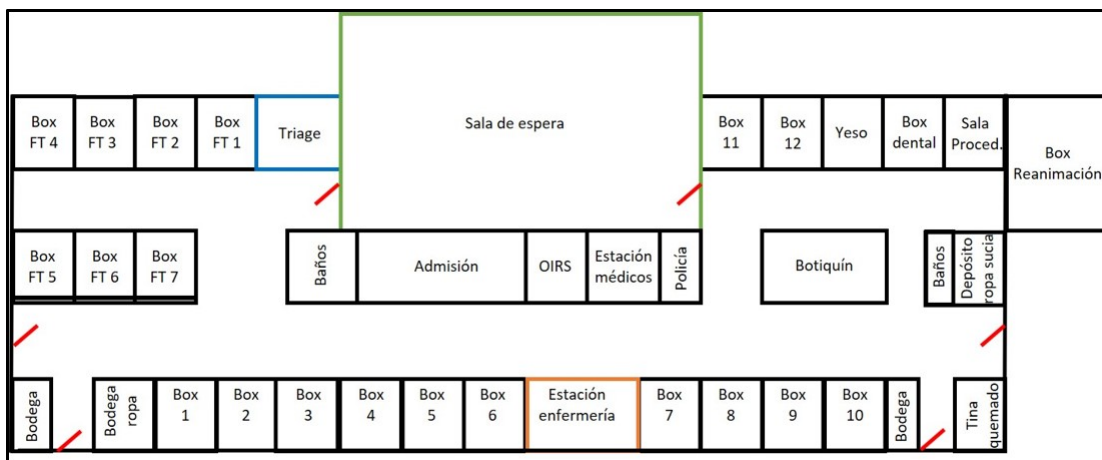 Box
FT 4
Box
FT 3
Box
FT 2
Box
FT 1
Triage
Sala de espera
Box
11
Box
12
Yeso
Box
dental
Sala
Proced.
Box
Reanimación
Box
FT 5
Box
FT 6
Box
FT 7
Baños
Admisión
OIRS
Estación
médicos
Policía
Botiquín
Baños
Depósito
ropa sucia
Bodega
Bodega
ropa
Box
1
Box
2
Box
3
Box
4
Box
5
Box
6
Estación
enfermería
Box
7
Box
8
Box
9
Box
10
Bodega
Tina
quemado